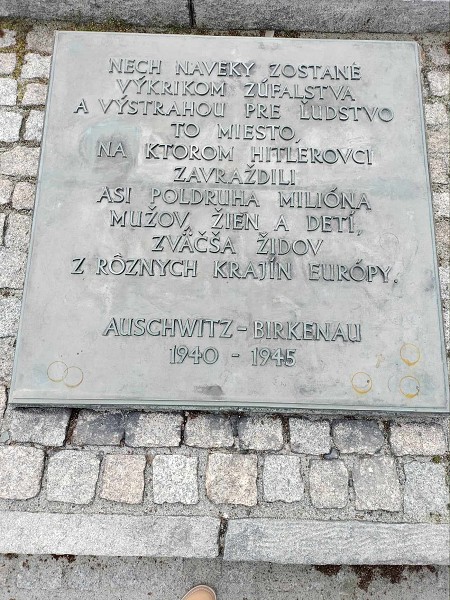 NECH NAVEKY ZOSTANE
VÝKRIKOM ZÚFALSTVA
A VÝSTRAHOU PRE ĽUDSTVO
TO MIESTO,
NA KTOROM HITLEROVCI
ZAVRAŽDILI
ASI POLDRUHA MILIÓNA
MUŽOV, ŽIEN A DETÍ,
ZVÄČŠA ŽIDOV
Z RÔZNYCH KRAJÍN EURÓPY.
AUSCHWITZ - BIRKENAU
1940 - 1945